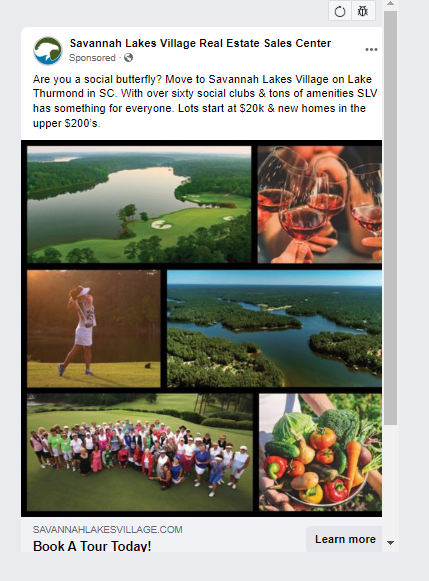 Savannah Lakes Village Real Estate Sales Center
Sponsored ·
Are you a social butterfly? Move to Savannah Lakes Village on Lake
Thurmond in SC. With over sixty social clubs & tons of amenities SLV
has something for everyone. Lots start at $20k & new homes in the
upper $200's.
SAVANNAHLAKESVILLAGE.COM
Book A Tour Today!
Learn more